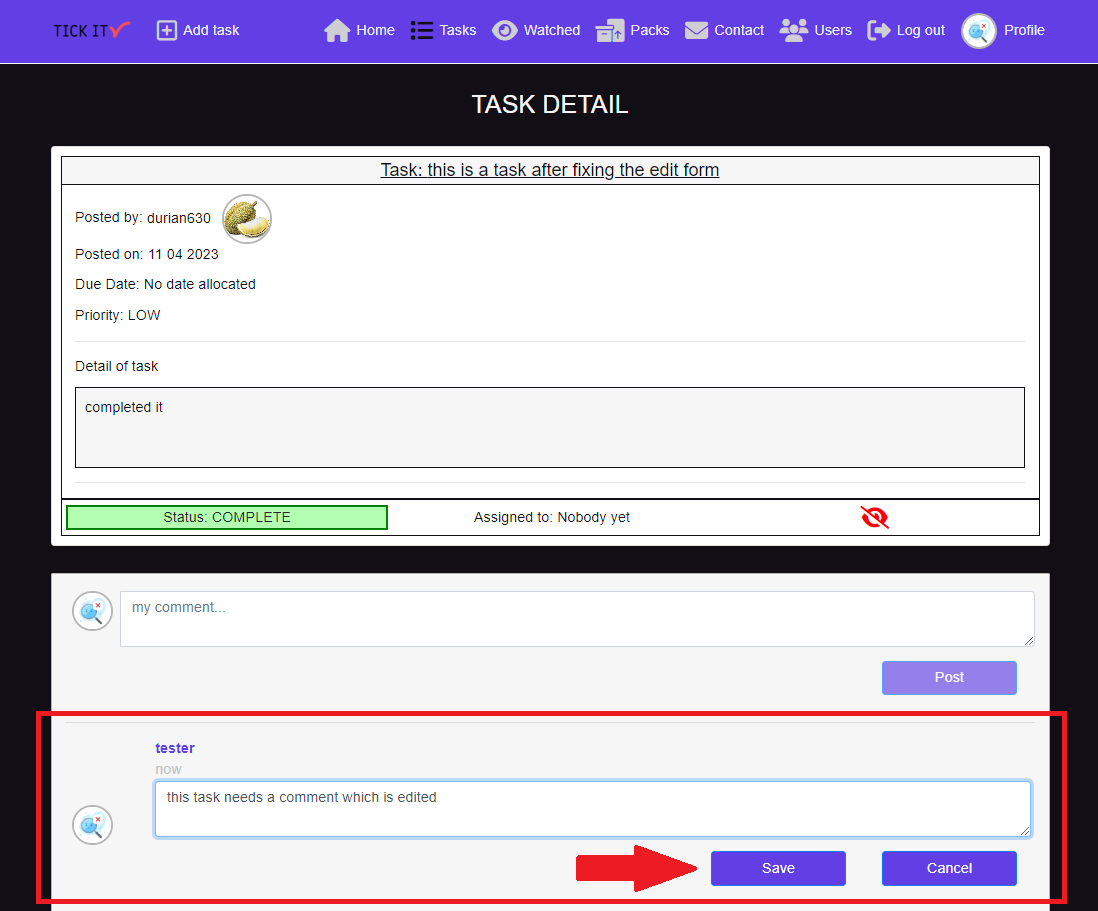 TICK IT Add task Home Tasks Watched Packs Contact Users Log out Profile
TASK DETAIL
Task: this is a task after fixing the edit form
Posted by: durian630
Posted on: 11 04 2023
Due Date: No date allocated
Priority: LOW
Detail of task
completed it
Status: COMPLETE Assigned to: Nobody yet
my comment...
Post
tester
now
this task needs a comment which is edited
Save Cancel